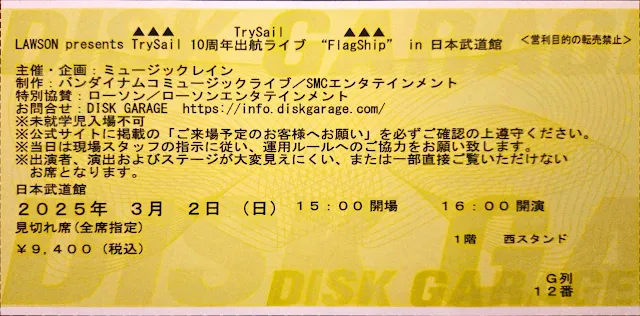 ▲▲▲ TrySail ▲▲▲
LAWSON presents TrySail 10周年出航ライブ “FlagShip” in 日本武道館 <営利目的の転売禁止>
主催・企画：ミュージックレイン
制作：バンダイナムコミュージックライブ／SMCエンタテインメント
特別協賛：ローソン／ローソンエンタテインメント
お問合せ：DISK GARAGE https://info.diskgarage.com/
※未就学児入場不可
※公式サイトに掲載の「ご来場予定のお客様へお願い」を必ずご確認の上遵守ください。
※当日は現場スタッフの指示に従い、運用ルールへのご協力をお願い致します。
※出演者、演出およびステージが大変見えにくい、または一部直接ご覧いただけない
お席となります。
日本武道館
２０２５年 ３月 ２日 （日） １５：００開場 １６：００開演
見切れ席(全席指定)
￥９,４００（税込）
１階 西スタンド
Ｇ列
１２番
DISK GARAGE